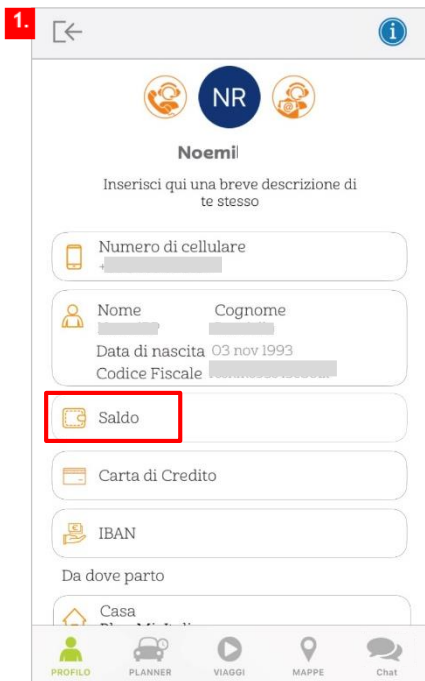 1.
NR
Noemi
Inserisci qui una breve descrizione di
te stesso
Numero di cellulare
+
Nome Cognome
Data di nascita 03 nov 1993
Codice Fiscale
Saldo
Carta di Credito
IBAN
Da dove parto
Casa
PROFILO PLANNER VIAGGI MAPPE Chat